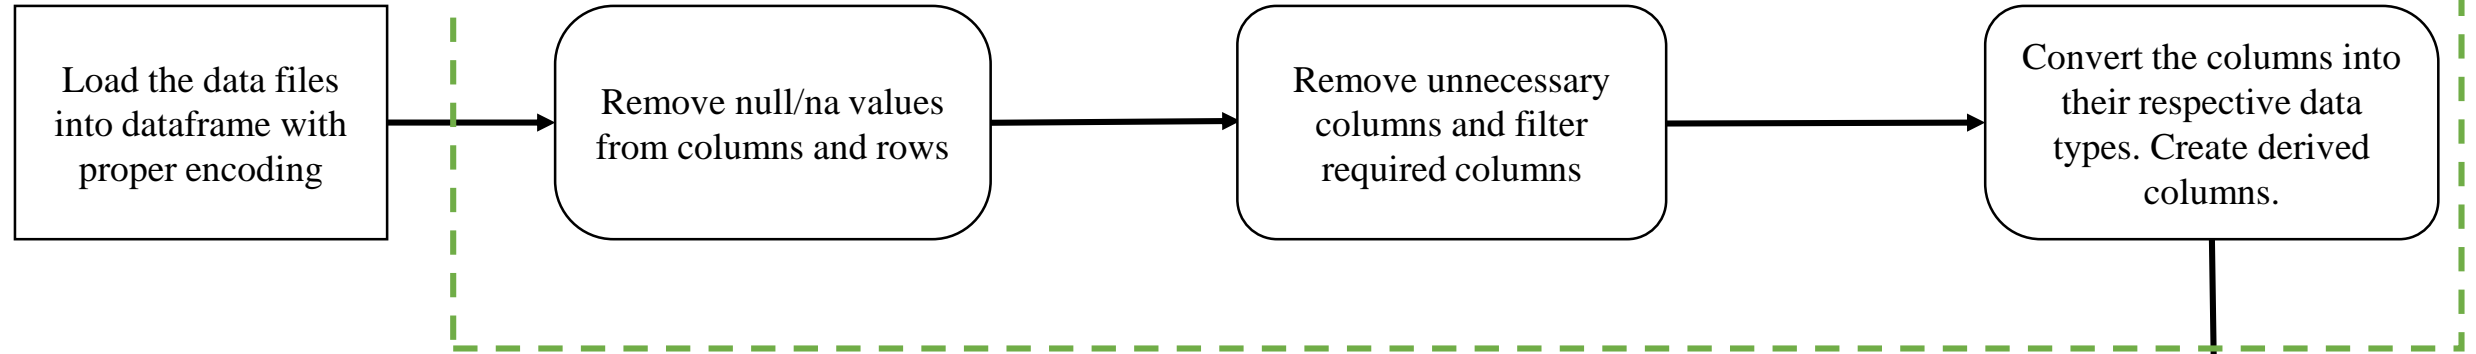 Load the data files
into dataframe with
proper encoding
Remove null/na values
from columns and rows
Remove unnecessary
columns and filter
required columns
Convert the columns into
their respective data
types. Create derived
columns.